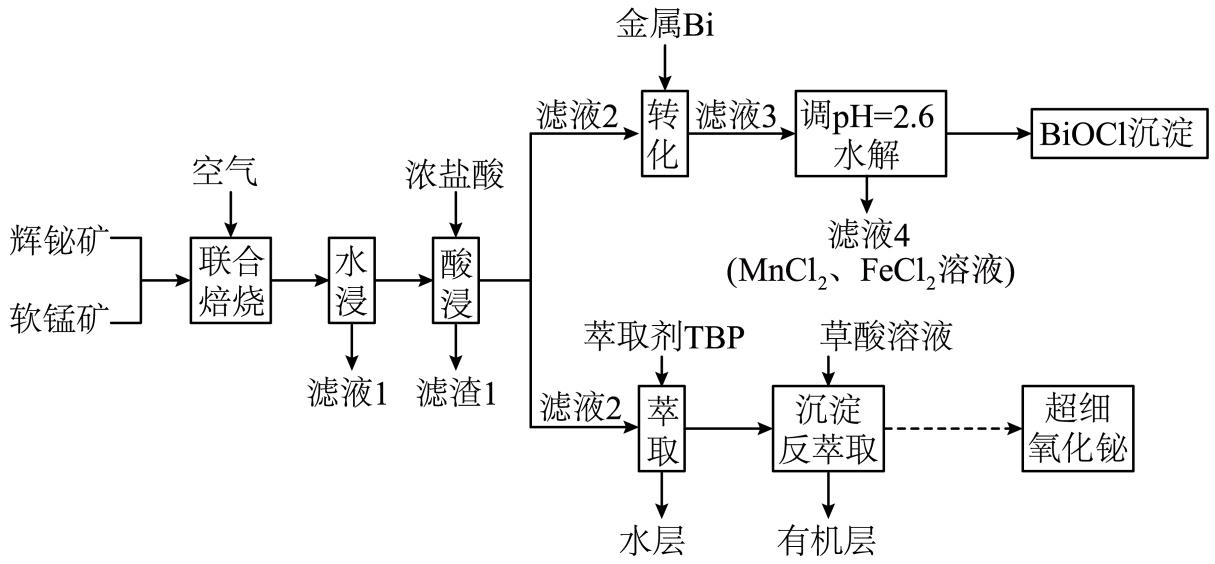 金属Bi
滤液2
转化
滤液3
调pH=2.6
水解
BiOCl沉淀
滤液4
(MnCl₂、FeCl₂溶液)
空气
浓盐酸
辉铋矿
软锰矿
联合
焙烧
水浸
酸浸
滤液1
滤渣1
萃取剂TBP
草酸溶液
滤液2
萃取
沉淀
反萃取
超细
氧化铋
水层
有机层